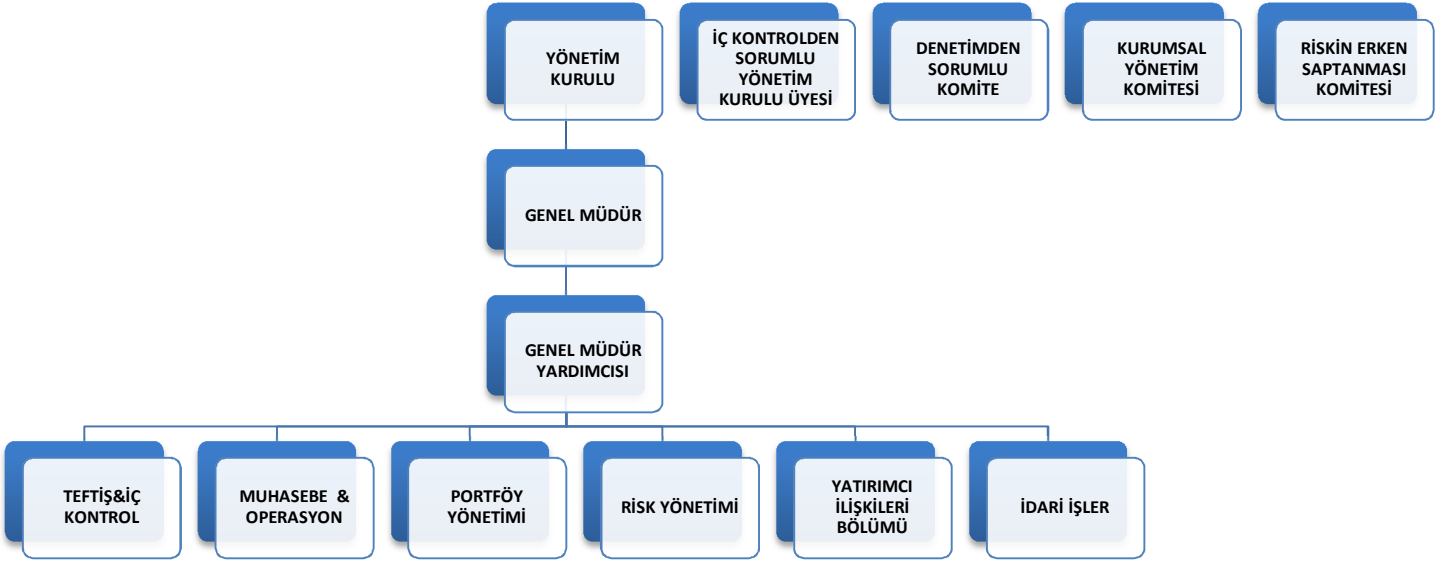 YÖNETİM
KURULU
İÇ KONTROLDEN
SORUMLU
YÖNETİM
KURULU ÜYESİ
DENETİMDEN
SORUMLU
KOMİTE
KURUMSAL
YÖNETİM
KOMİTESİ
RİSKİN ERKEN
SAPTANMASI
KOMİTESİ
GENEL MÜDÜR
GENEL MÜDÜR
YARDIMCISI
TEFTİŞ&İÇ
KONTROL
MUHASEBE & 
OPERASYON
PORTFÖY
YÖNETİMİ
RİSK YÖNETİMİ
YATIRIMCI
İLİŞKİLERİ
BÖLÜMÜ
İDARİ İŞLER